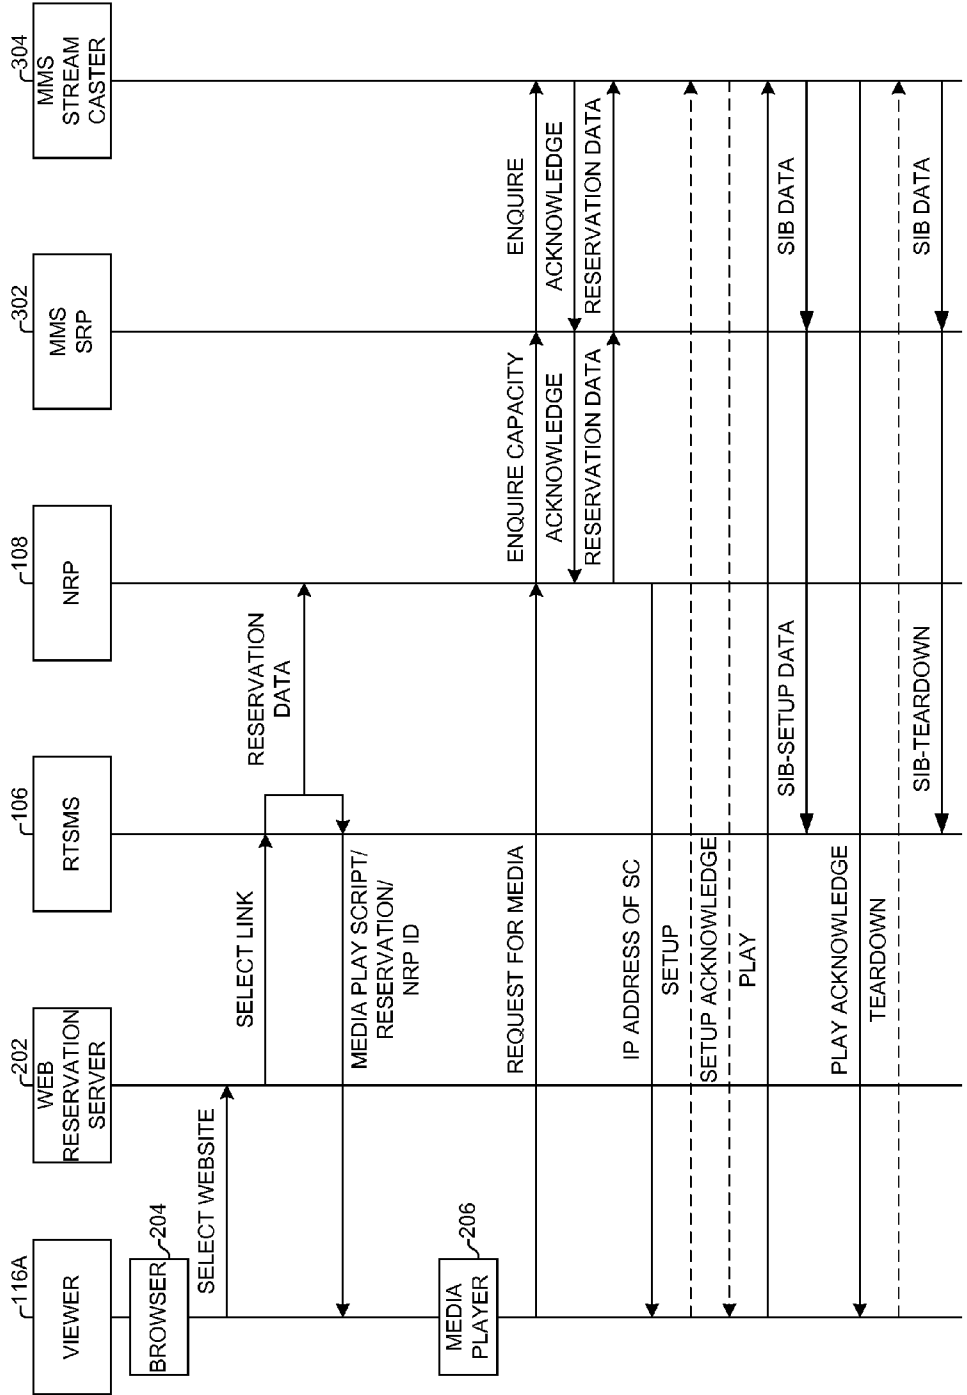 116A
VIEWER
202
WEB
RESERVATION
SERVER
106
RTSMS
108
NRP
302
MMS
SRP
304
MMS
STREAM
CASTER
BROWSER
204
SELECT WEBSITE
SELECT LINK
RESERVATION
DATA
MEDIA PLAY SCRIPT/
RESERVATION/
NRP ID
MEDIA
PLAYER
206
REQUEST FOR MEDIA
ENQUIRE CAPACITY
ENQUIRE
ACKNOWLEDGE
ACKNOWLEDGE
RESERVATION DATA
RESERVATION DATA
IP ADDRESS OF SC
SETUP
SETUP ACKNOWLEDGE
PLAY
SIB-SETUP DATA
SIB DATA
PLAY ACKNOWLEDGE
TEARDOWN
SIB-TEARDOWN
SIB DATA